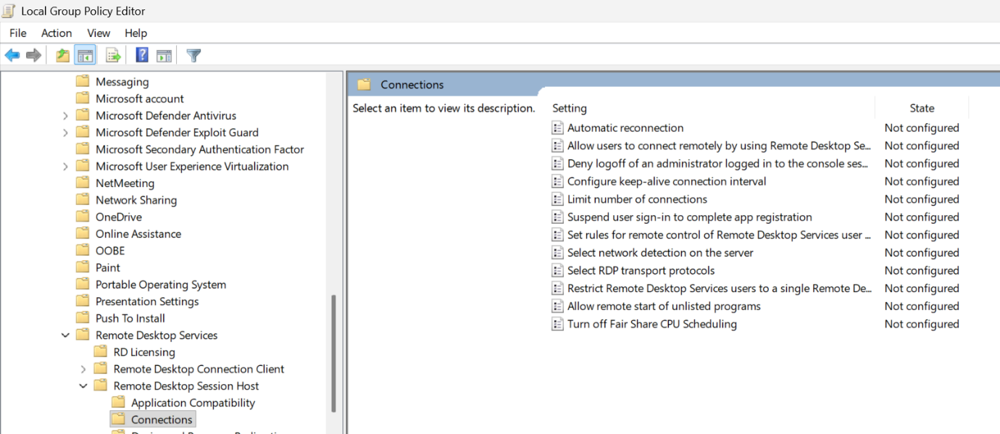 Local Group Policy Editor
File Action View Help
Messaging
Microsoft account
Microsoft Defender Antivirus
Microsoft Defender Exploit Guard
Microsoft Secondary Authentication Factor
Microsoft User Experience Virtualization
NetMeeting
Network Sharing
OneDrive
Online Assistance
OOBE
Paint
Portable Operating System
Presentation Settings
Push To Install
Remote Desktop Services
RD Licensing
Remote Desktop Connection Client
Remote Desktop Session Host
Application Compatibility
Connections
Connections
Select an item to view its description.
Setting State
Automatic reconnection Not configured
Allow users to connect remotely by using Remote Desktop Se... Not configured
Deny logoff of an administrator logged in to the console ses... Not configured
Configure keep-alive connection interval Not configured
Limit number of connections Not configured
Suspend user sign-in to complete app registration Not configured
Set rules for remote control of Remote Desktop Services user ... Not configured
Select network detection on the server Not configured
Select RDP transport protocols Not configured
Restrict Remote Desktop Services users to a single Remote De... Not configured
Allow remote start of unlisted programs Not configured
Turn off Fair Share CPU Scheduling Not configured